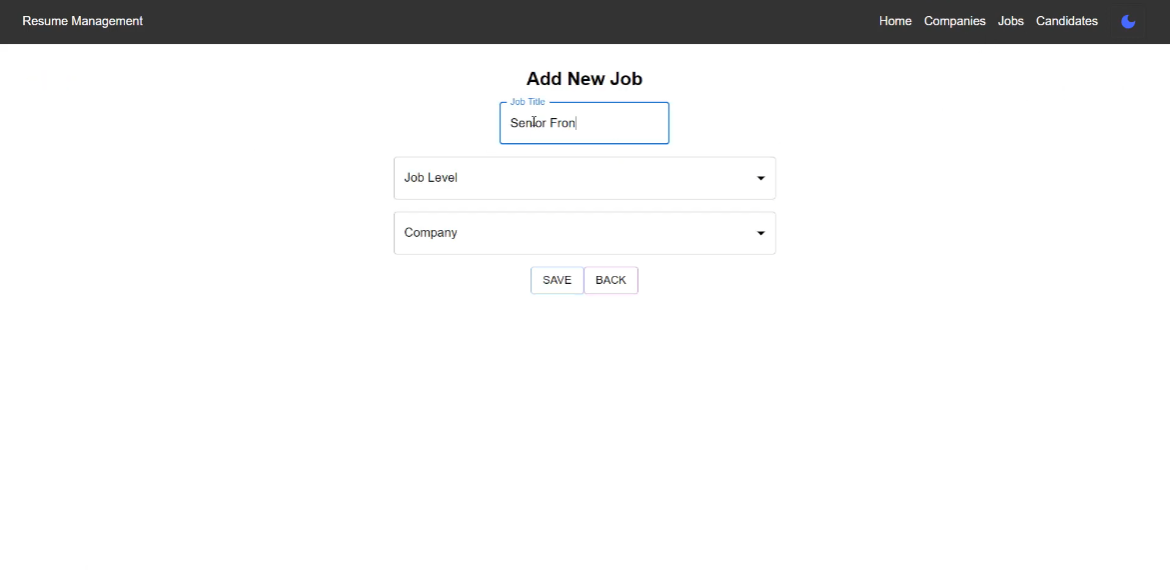 Resume Management Home Companies Jobs Candidates
Add New Job
Job Title
Senior Fron
Job Level
Company
SAVE BACK